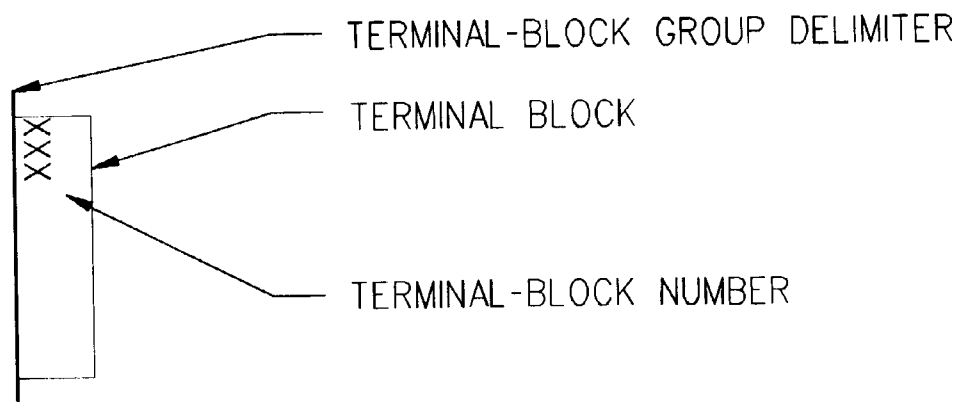 TERMINAL-BLOCK GROUP DELIMITER
TERMINAL BLOCK
XXX
TERMINAL-BLOCK NUMBER